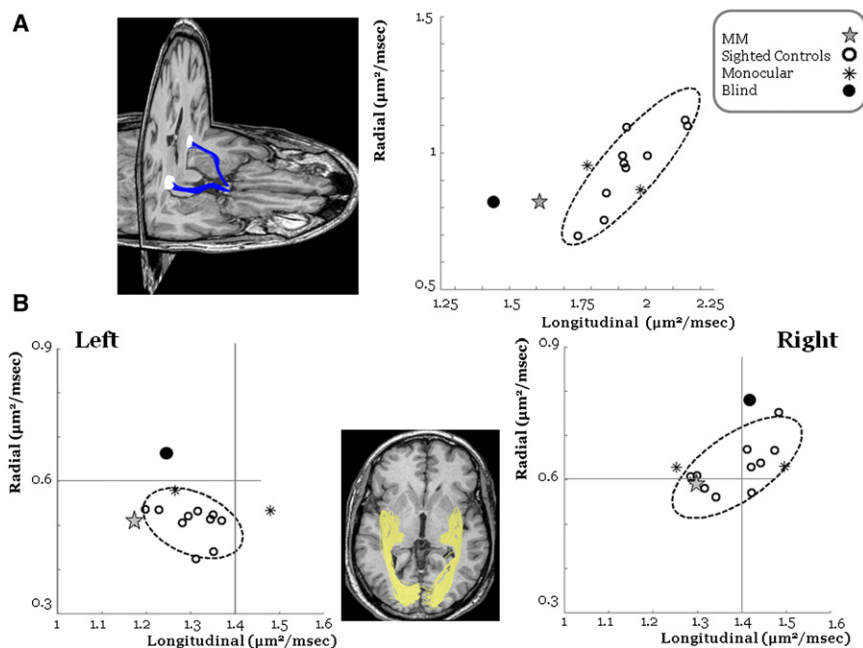 A
Radial (µm²/msec)
1.5
1
0.5
1.25
1.5
1.75
2
2.25
Longitudinal (µm²/msec)
MM
Sighted Controls
Monocular
Blind
B
Left
Radial (µm²/msec)
0.9
0.6
0.3
1
1.1
1.2
1.3
1.4
1.5
1.6
Longitudinal (µm²/msec)
Right
Radial (µm²/msec)
0.9
0.6
0.3
1
1.1
1.2
1.3
1.4
1.5
1.6
Longitudinal (µm²/msec)